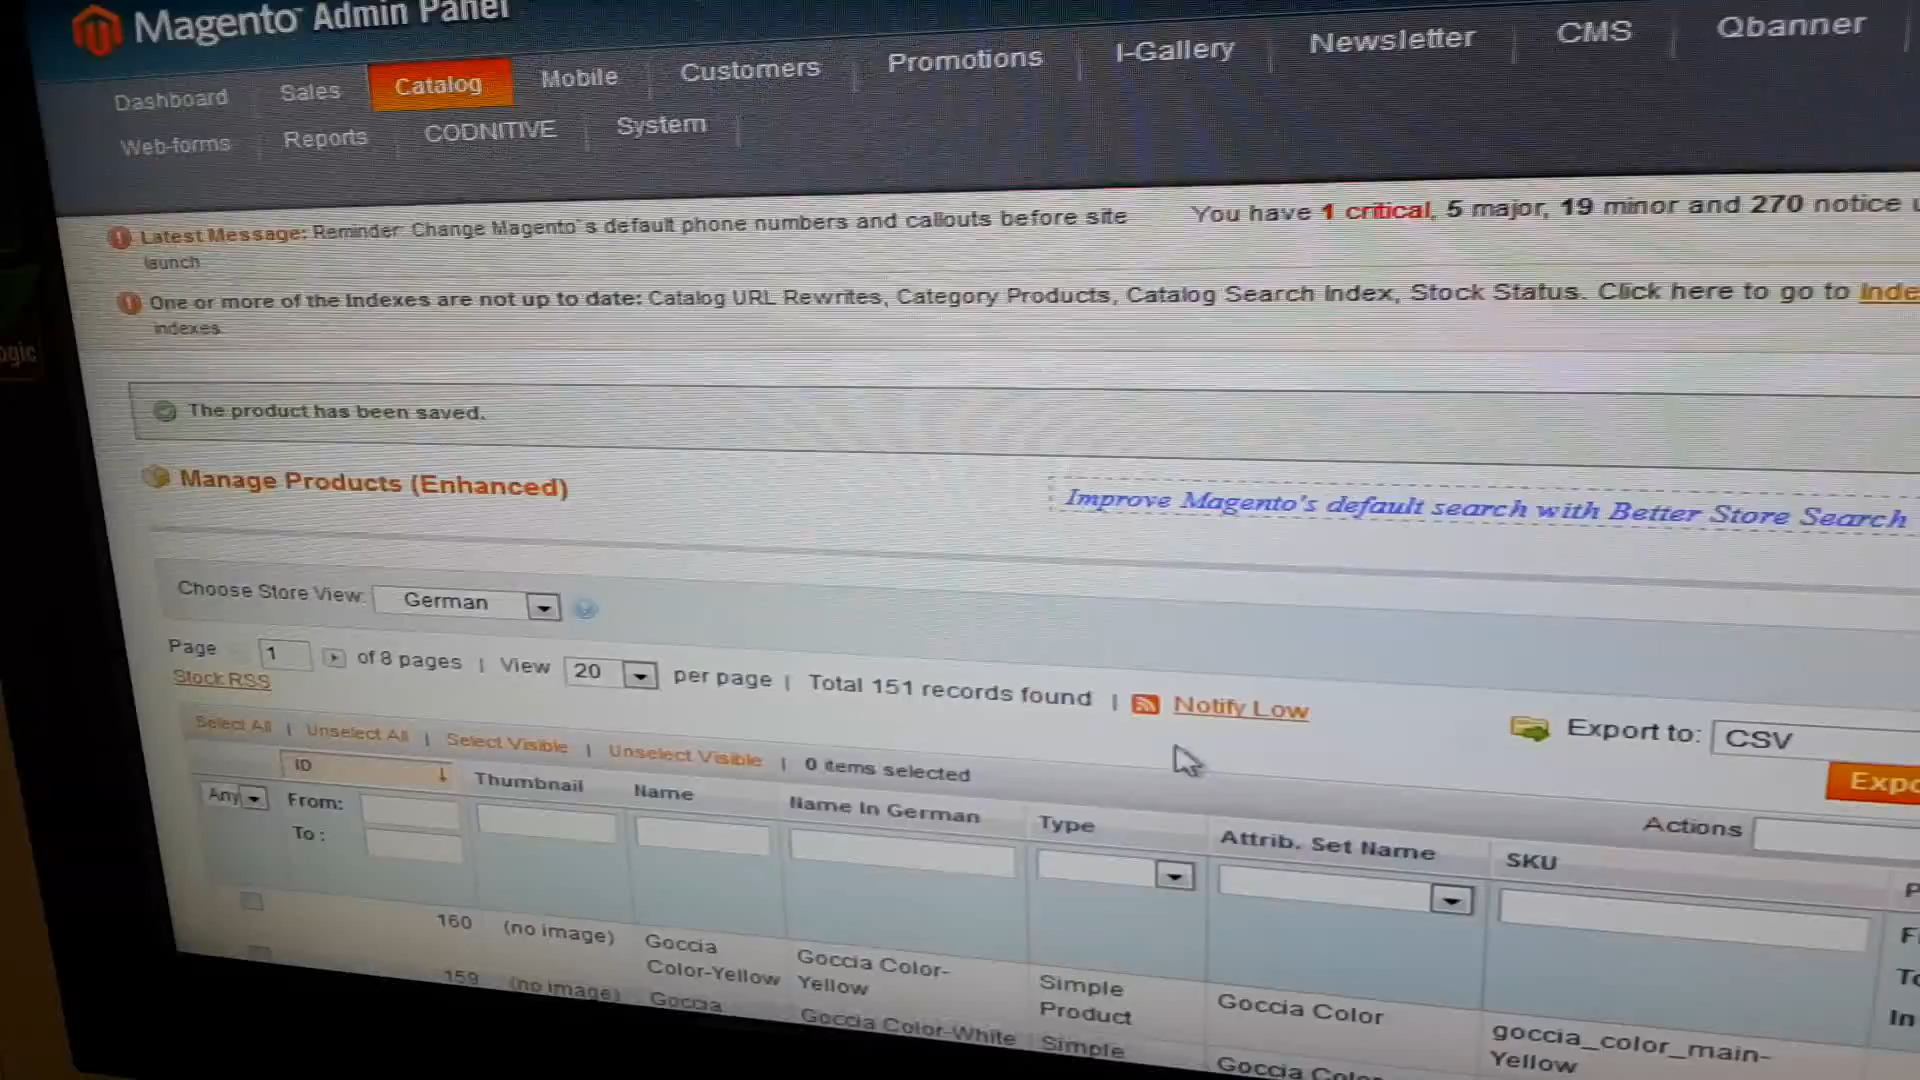 Magento Admin Panel
Dashboard Sales Catalog Mobile Customers Promotions I-Gallery Newsletter CMS Qbanner
Web-forms Reports CODNITIVE System
Latest Message: Reminder: Change Magento's default phone numbers and callouts before site
launch
You have 1 critical, 5 major, 19 minor and 270 notice
One or more of the Indexes are not up to date: Catalog URL Rewrites, Category Products, Catalog Search Index, Stock Status. Click here to go to Inde
indexes
ogic
The product has been saved.
Manage Products (Enhanced)
Improve Magento's default search with Better Store Search
Choose Store View: German
Page 1 of 8 pages | View 20 per page | Total 151 records found | Notify Low
Stock RSS
Export to: CSV
Expo
Select All | Unselect All | Select Visible | Unselect Visible | 0 items selected
Actions
ID Thumbnail Name Name In German Type Attrib. Set Name SKU P
Any From:
To :
F
To
In
160 (no image) Goccia Color-Yellow Goccia Color-Yellow Simple Product Goccia Color goccia_color_main-Yellow
159 (no image) Goccia Goccia Color-White Simple Goccia Color